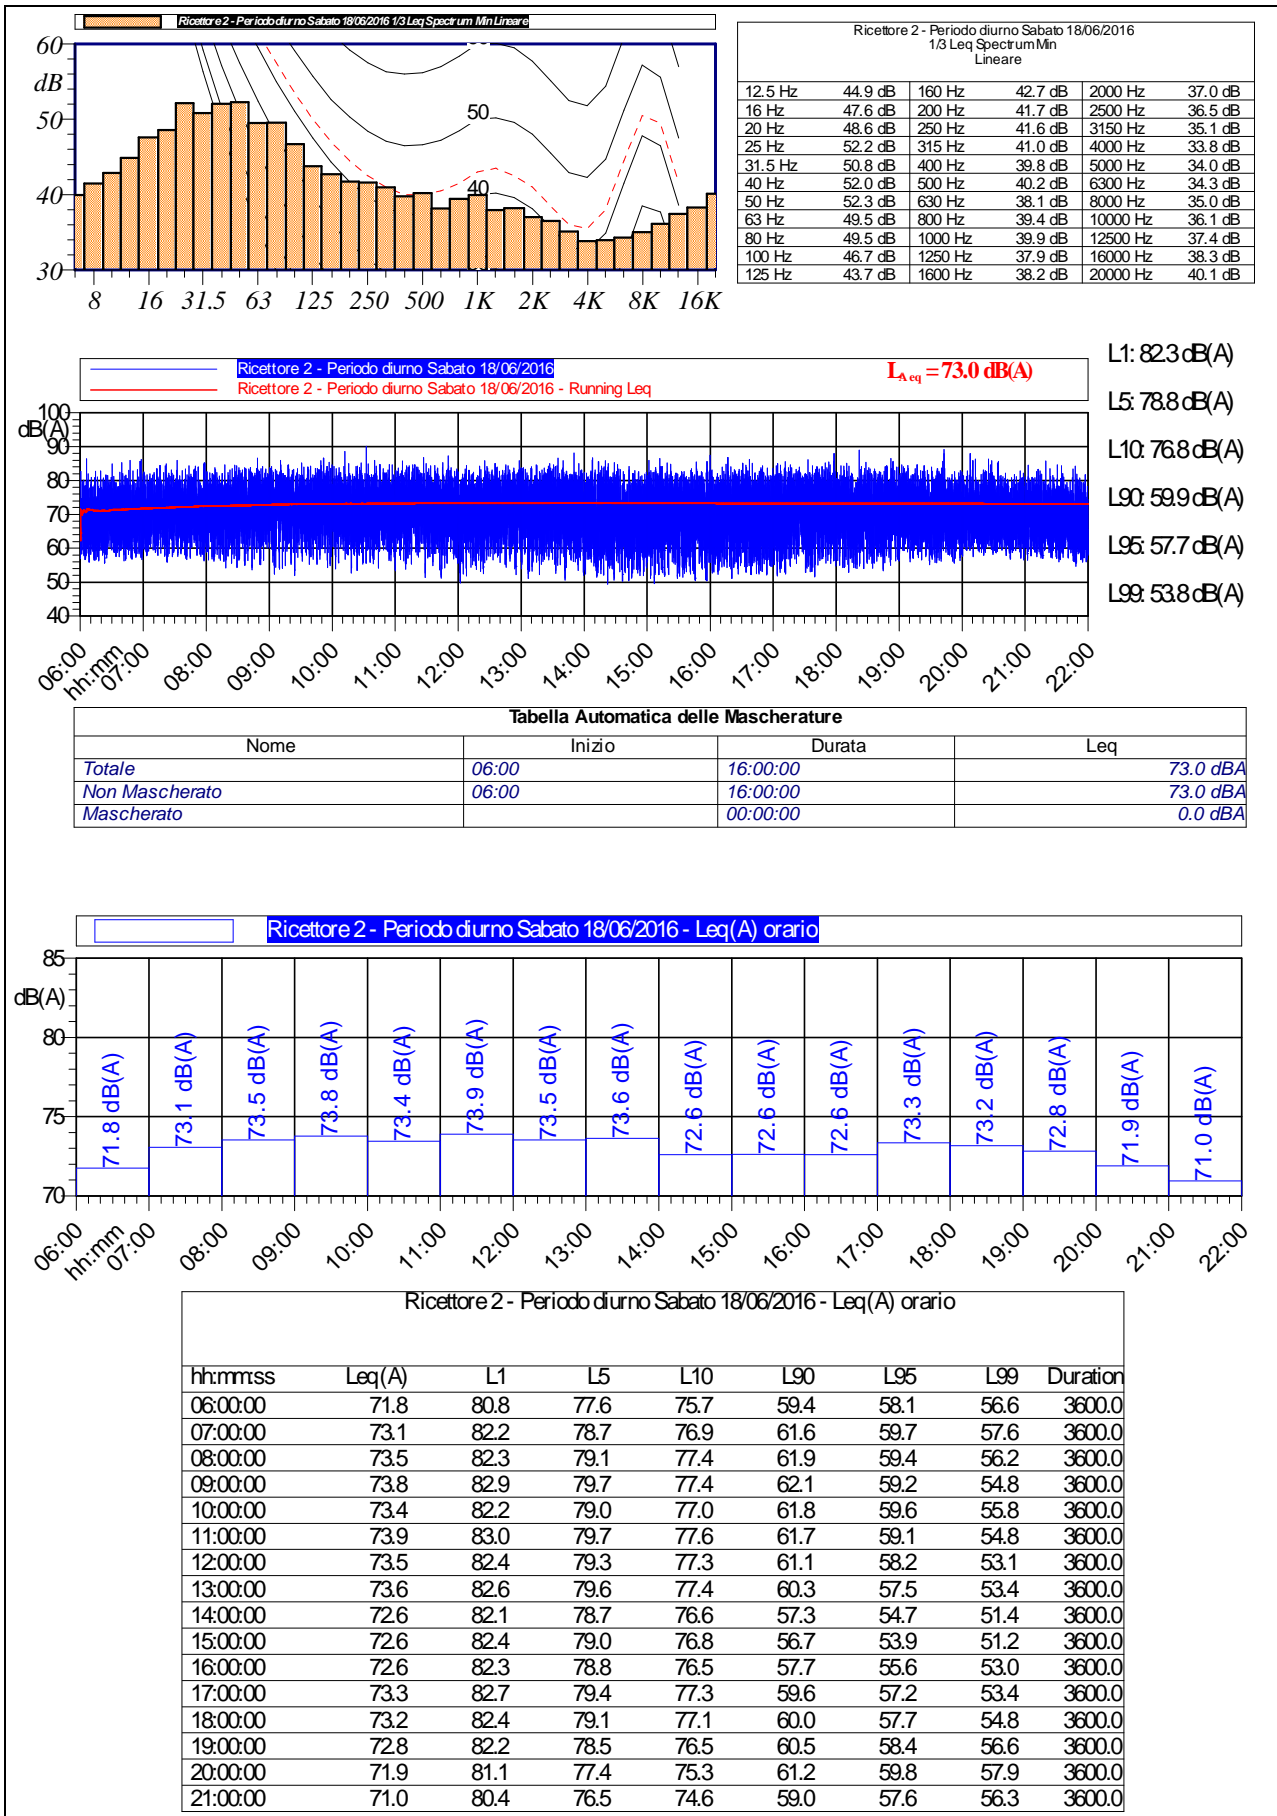 Ricettore 2 - Periodo diurno Sabato 18/06/2016 1/3 Leq Spectrum Min Lineare
60
dB
50
40
30
50
40
8 16 31.5 63 125 250 500 1K 2K 4K 8K 16K
Ricettore 2 - Periodo diurno Sabato 18/06/2016
1/3 Leq Spectrum Min
Lineare
12.5 Hz 44.9 dB 160 Hz 42.7 dB 2000 Hz 37.0 dB
16 Hz 47.6 dB 200 Hz 41.7 dB 2500 Hz 36.5 dB
20 Hz 48.6 dB 250 Hz 41.6 dB 3150 Hz 35.1 dB
25 Hz 52.2 dB 315 Hz 41.0 dB 4000 Hz 33.8 dB
31.5 Hz 50.8 dB 400 Hz 39.8 dB 5000 Hz 34.0 dB
40 Hz 52.0 dB 500 Hz 40.2 dB 6300 Hz 34.3 dB
50 Hz 52.3 dB 630 Hz 38.1 dB 8000 Hz 35.0 dB
63 Hz 49.5 dB 800 Hz 39.4 dB 10000 Hz 36.1 dB
80 Hz 49.5 dB 1000 Hz 39.9 dB 12500 Hz 37.4 dB
100 Hz 46.7 dB 1250 Hz 37.9 dB 16000 Hz 38.3 dB
125 Hz 43.7 dB 1600 Hz 38.2 dB 20000 Hz 40.1 dB
Ricettore 2 - Periodo diurno Sabato 18/06/2016
Ricettore 2 - Periodo diurno Sabato 18/06/2016 - Running Leq
LAeq = 73.0 dB(A)
L1: 82.3 dB(A)
L5: 78.8 dB(A)
L10: 76.8 dB(A)
L90: 59.9 dB(A)
L95: 57.7 dB(A)
L99: 53.8 dB(A)
100
dB(A)
90
80
70
60
50
40
06:00 hh:mm 07:00 08:00 09:00 10:00 11:00 12:00 13:00 14:00 15:00 16:00 17:00 18:00 19:00 20:00 21:00 22:00
Tabella Automatica delle Mascherature
Nome Inizio Durata Leq
Totale 06:00 16:00:00 73.0 dBA
Non Mascherato 06:00 16:00:00 73.0 dBA
Mascherato 00:00:00 0.0 dBA
Ricettore 2 - Periodo diurno Sabato 18/06/2016 - Leq(A) orario
85
dB(A)
80
75
70
71.8 dB(A) 73.1 dB(A) 73.5 dB(A) 73.8 dB(A) 73.4 dB(A) 73.9 dB(A) 73.5 dB(A) 73.6 dB(A) 72.6 dB(A) 72.6 dB(A) 72.6 dB(A) 73.3 dB(A) 73.2 dB(A) 72.8 dB(A) 71.9 dB(A) 71.0 dB(A)
06:00 hh:mm 07:00 08:00 09:00 10:00 11:00 12:00 13:00 14:00 15:00 16:00 17:00 18:00 19:00 20:00 21:00 22:00
Ricettore 2 - Periodo diurno Sabato 18/06/2016 - Leq(A) orario
hh:mm:ss Leq(A) L1 L5 L10 L90 L95 L99 Duration
06:00:00 71.8 80.8 77.6 75.7 59.4 58.1 56.6 3600.0
07:00:00 73.1 82.2 78.7 76.9 61.6 59.7 57.6 3600.0
08:00:00 73.5 82.3 79.1 77.4 61.9 59.4 56.2 3600.0
09:00:00 73.8 82.9 79.7 77.4 62.1 59.2 54.8 3600.0
10:00:00 73.4 82.2 79.0 77.0 61.8 59.6 55.8 3600.0
11:00:00 73.9 83.0 79.7 77.6 61.7 59.1 54.8 3600.0
12:00:00 73.5 82.4 79.3 77.3 61.1 58.2 53.1 3600.0
13:00:00 73.6 82.6 79.6 77.4 60.3 57.5 53.4 3600.0
14:00:00 72.6 82.1 78.7 76.6 57.3 54.7 51.4 3600.0
15:00:00 72.6 82.4 79.0 76.8 56.7 53.9 51.2 3600.0
16:00:00 72.6 82.3 78.8 76.5 57.7 55.6 53.0 3600.0
17:00:00 73.3 82.7 79.4 77.3 59.6 57.2 53.4 3600.0
18:00:00 73.2 82.4 79.1 77.1 60.0 57.7 54.8 3600.0
19:00:00 72.8 82.2 78.5 76.5 60.5 58.4 56.6 3600.0
20:00:00 71.9 81.1 77.4 75.3 61.2 59.8 57.9 3600.0
21:00:00 71.0 80.4 76.5 74.6 59.0 57.6 56.3 3600.0